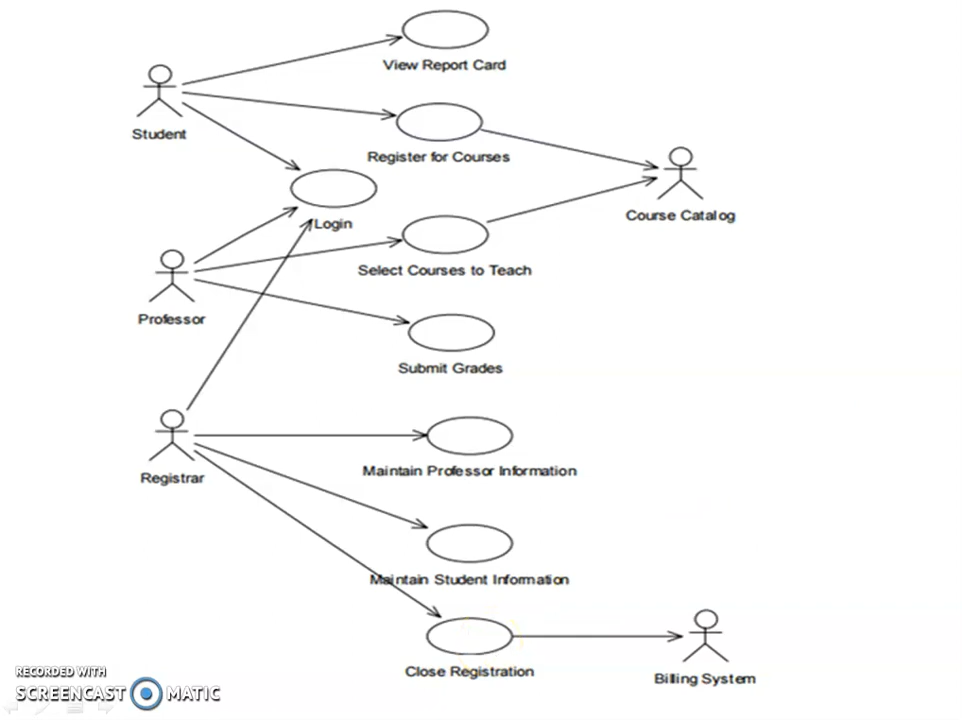 View Report Card
Student
Register for Courses
Course Catalog
Login
Select Courses to Teach
Professor
Submit Grades
Maintain Professor Information
Registrar
Maintain Student Information
Close Registration
Billing System
RECORDED WITH
SCREENCAST MATIC